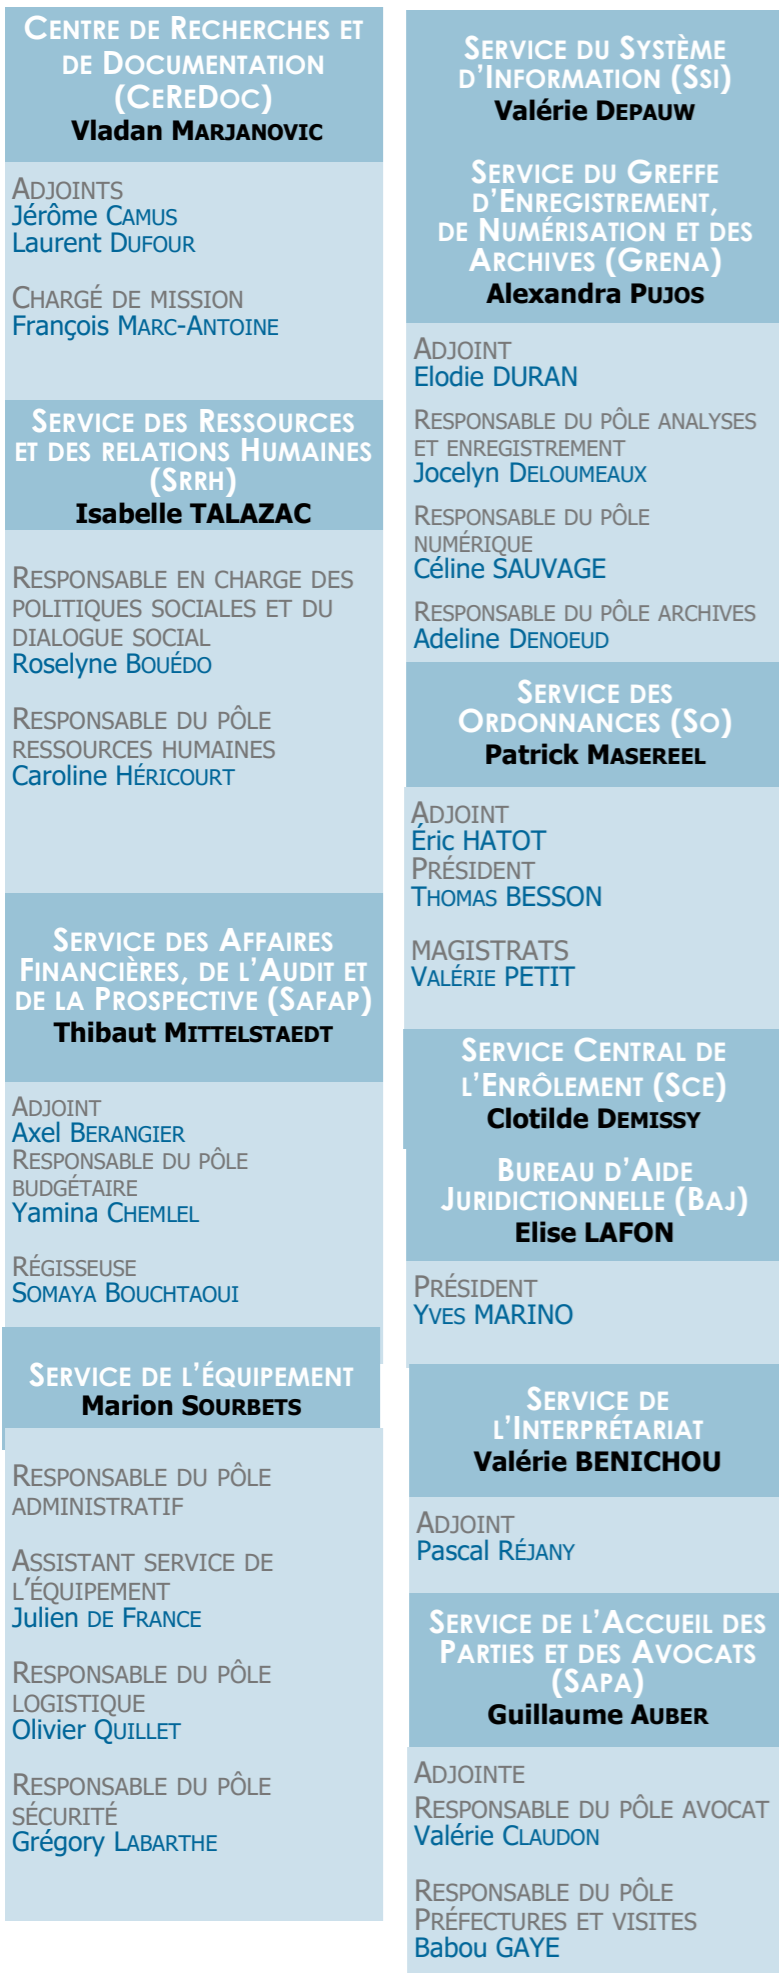 Centre de Recherches et
de Documentation
(CeReDoc)
Vladan Marjanovic
Adjoints
Jérôme Camus
Laurent Dufour
Chargé de mission
François Marc-Antoine
Service des Ressources
et des relations Humaines
(Srrh)
Isabelle TALAZAC
Responsable en charge des
politiques sociales et du
dialogue social
Roselyne Bouédo
Responsable du pôle
ressources humaines
Caroline Héricourt
Service des Affaires
Financières, de l'Audit et
de la Prospective (Safap)
Thibaut Mittelstaedt
Adjoint
Axel Berangier
Responsable du pôle
budgétaire
Yamina Chemlel
Régisseuse
Somaya Bouchtaoui
Service de l'équipement
Marion Sourbets
Responsable du pôle
administratif
Assistant service de
l'équipement
Julien de France
Responsable du pôle
logistique
Olivier Quillet
Responsable du pôle
sécurité
Grégory Labarthe
Service du Système
d'Information (Ssi)
Valérie Depauw
Service du Greffe
d'Enregistrement,
de Numérisation et des
Archives (Grena)
Alexandra Pujos
Adjoint
Elodie DURAN
Responsable du pôle analyses
et enregistrement
Jocelyn Deloumeaux
Responsable du pôle
numérique
Céline SAUVAGE
Responsable du pôle archives
Adeline Denoeud
Service des
Ordonnances (So)
Patrick Masereel
Adjoint
Éric HATOT
Président
Thomas BESSON
MAGISTRATS
Valérie PETIT
Service Central de
l'Enrôlement (Sce)
Clotilde Demissy
Bureau d'Aide
Juridictionnelle (Baj)
Elise LAFON
Président
Yves MARINO
Service de
l'Interprétariat
Valérie BENICHOU
Adjoint
Pascal Réjany
Service de l'Accueil des
Parties et des Avocats
(Sapa)
Guillaume Auber
Adjointe
Responsable du pôle avocat
Valérie Claudon
Responsable du pôle
Préfectures et visites
Babou GAYE